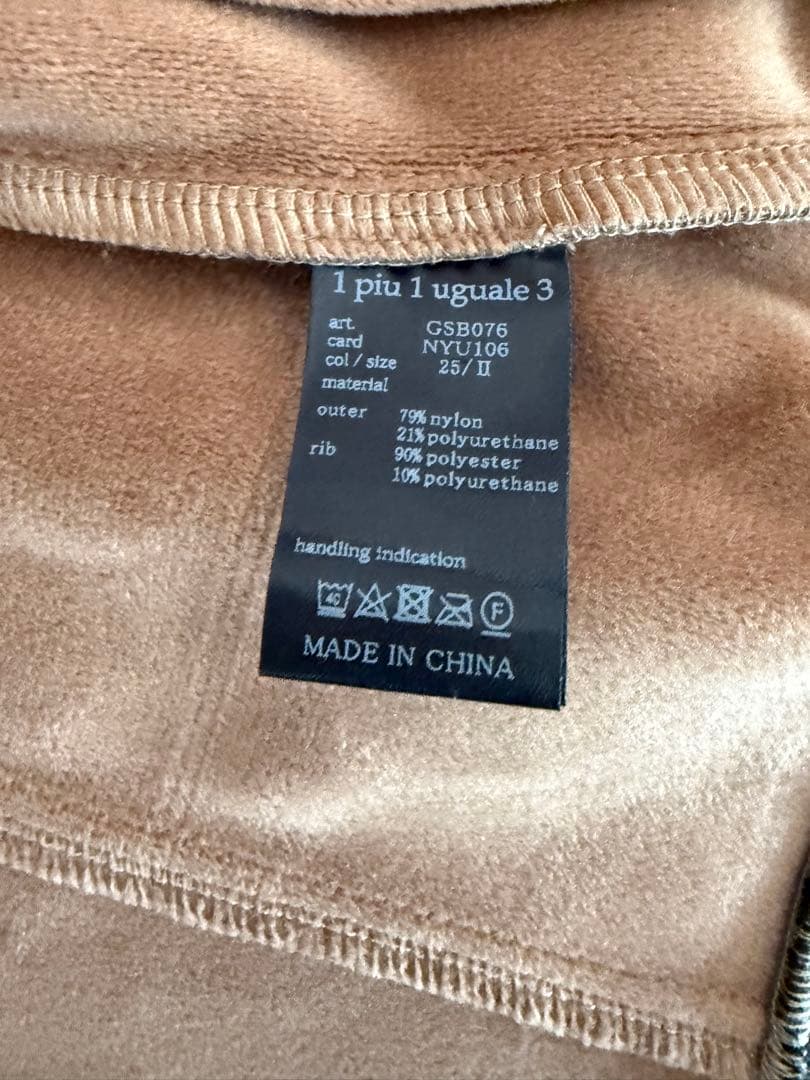 1 piu 1 uguale 3
art. GSB076
card NYU106
col / size 25/Ⅱ
material
outer 79% nylon
21% polyurethane
rib 90% polyester
10% polyurethane
handling indication
40 F
MADE IN CHINA